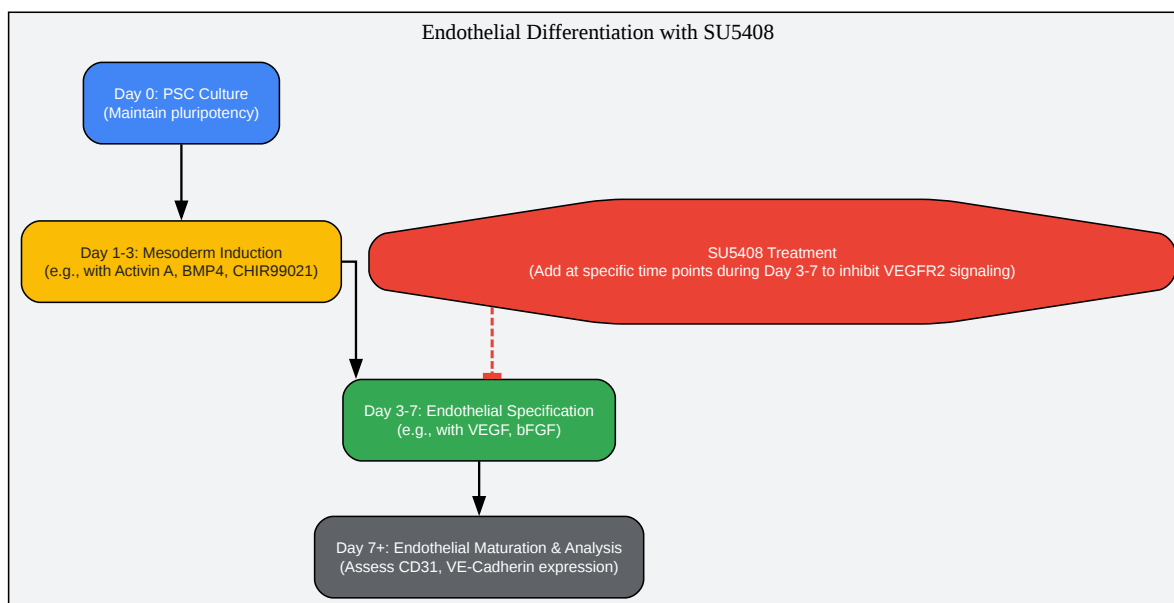 Endothelial Differentiation with SU5408
Day 0: PSC Culture
(Maintain pluripotency)
Day 1-3: Mesoderm Induction
(e.g., with Activin A, BMP4, CHIR99021)
SU5408 Treatment
(Add at specific time points during Day 3-7 to inhibit VEGFR2 signaling)
Day 3-7: Endothelial Specification
(e.g., with VEGF, bFGF)
Day 7+: Endothelial Maturation & Analysis
(Assess CD31, VE-Cadherin expression)